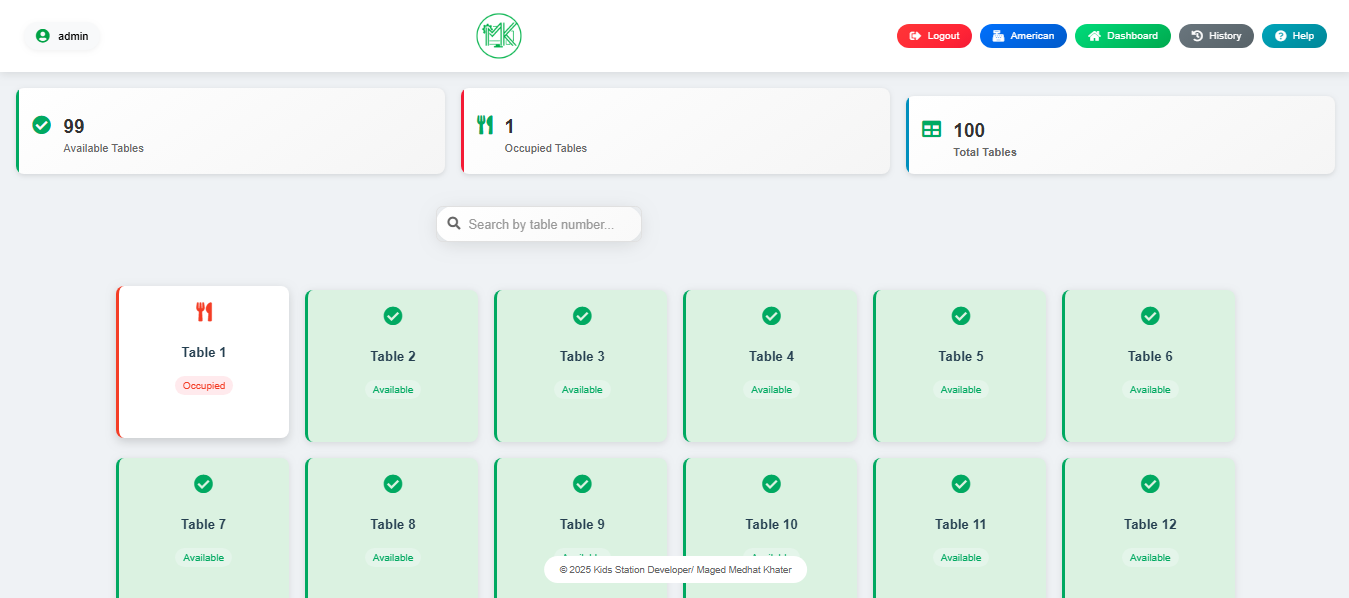 admin
MK
Logout
American
Dashboard
History
Help
99
Available Tables
1
Occupied Tables
100
Total Tables
Search by table number...
Table 1
Occupied
Table 2
Available
Table 3
Available
Table 4
Available
Table 5
Available
Table 6
Available
Table 7
Available
Table 8
Available
Table 9
Table 10
Table 11
Available
Table 12
Available
© 2025 Kids Station Developer/ Maged Medhat Khater